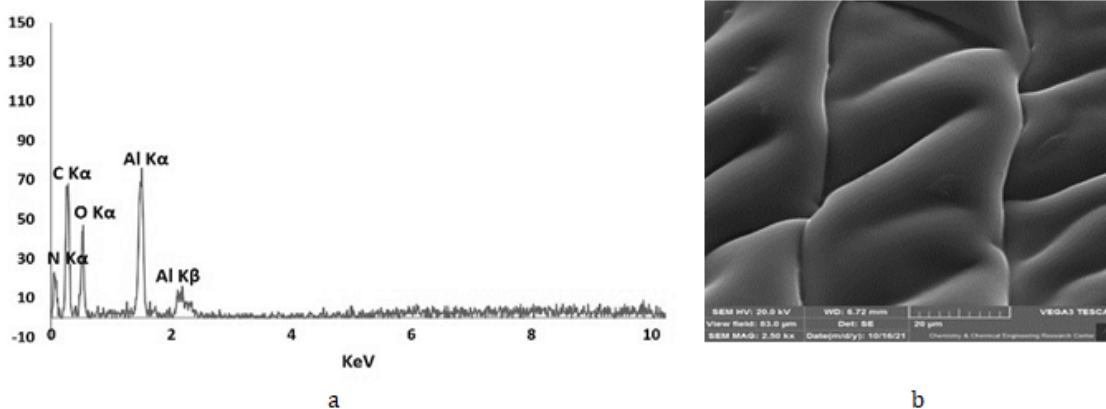 150
130
110
90
70
50
30
10
-10
C Kα
O Kα
N Kα
Al Kα
Al Kβ
0
2
4
6
8
10
KeV
a
SEM HV: 20.0 kV
WD: 6.72 mm
VEGA3 TESCA
View field: 83.0 µm
Det: SE
20 µm
SEM MAG: 2.50 kx
Date(m/d/y): 10/16/21
Chemistry & Chemical Engineering Research Center
b